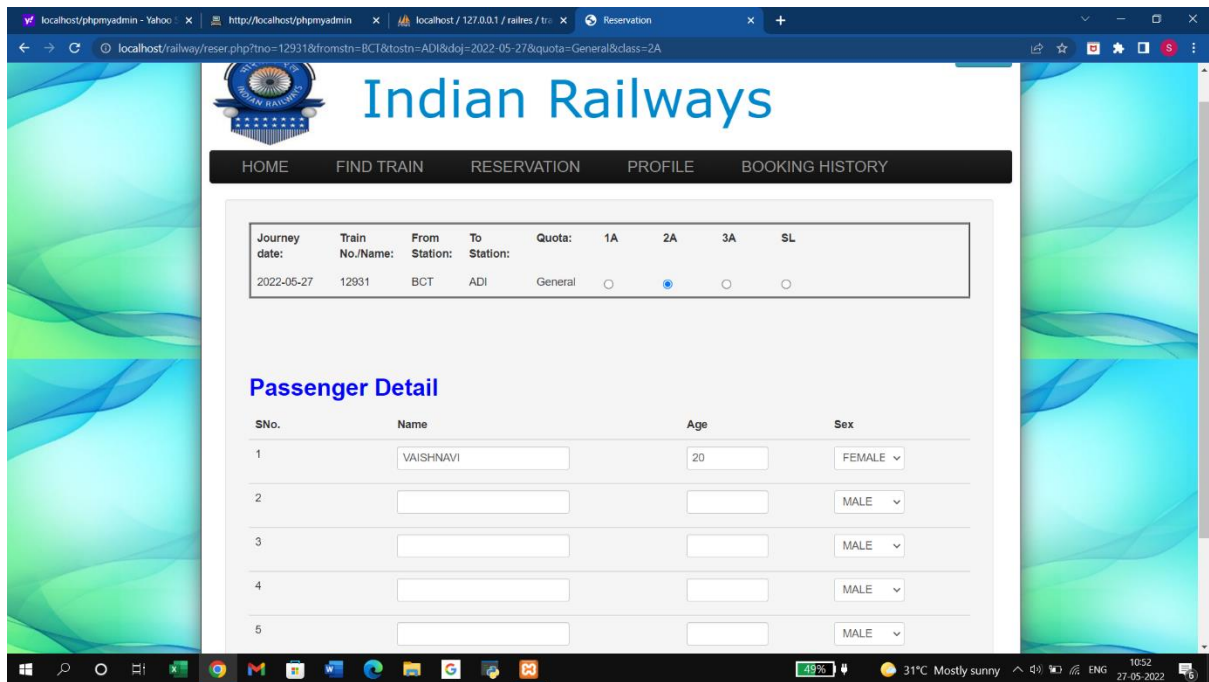 localhost/phpmyadmin - Yahoo S
http://localhost/phpmyadmin
localhost / 127.0.0.1 / railres / tra
Reservation
localhost/railway/reser.php?tno=12931&fromstn=BCT&tostn=ADI&doj=2022-05-27&quota=General&class=2A
S
INDIAN RAILWAYS
Indian Railways
HOME FIND TRAIN RESERVATION PROFILE BOOKING HISTORY
Journey Train From To Quota: 1A 2A 3A SL
date: No./Name: Station: Station:
2022-05-27 12931 BCT ADI General
Passenger Detail
SNo. Name Age Sex
1 VAISHNAVI 20 FEMALE
2 MALE
3 MALE
4 MALE
5 MALE
49% 31°C Mostly sunny ENG 10:52
27-05-2022 6